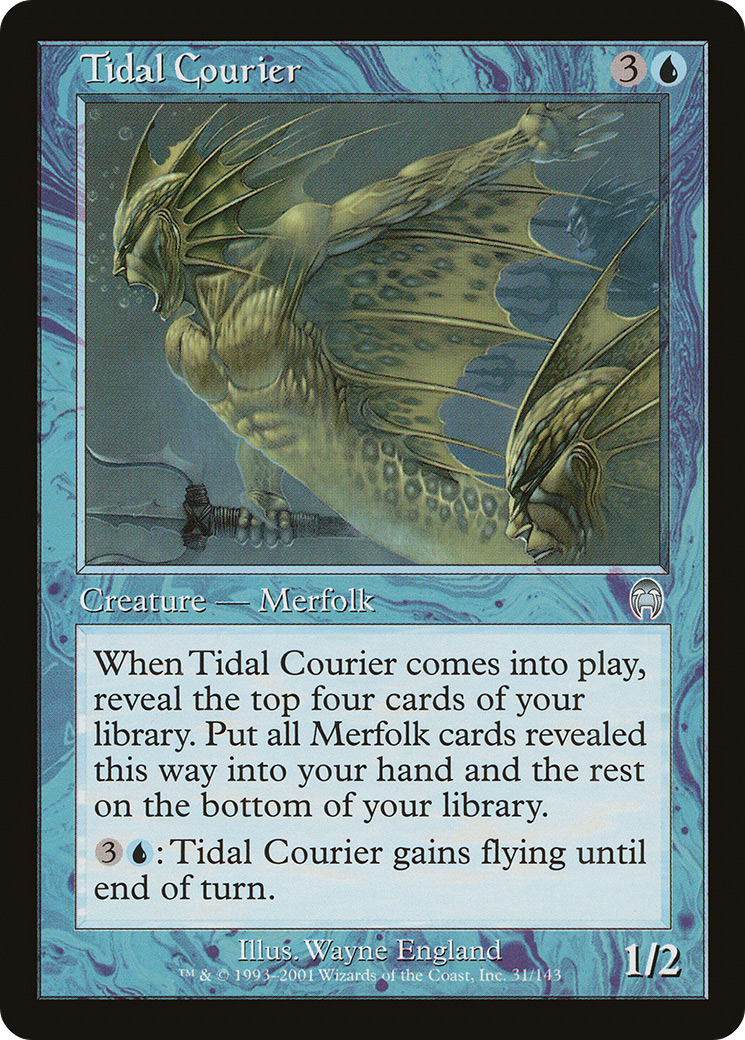 Tidal Courier 3
Creature — Merfolk
When Tidal Courier comes into play,
reveal the top four cards of your
library. Put all Merfolk cards revealed
this way into your hand and the rest
on the bottom of your library.
3 : Tidal Courier gains flying until
end of turn.
Illus. Wayne England
™ & © 1993–2001 Wizards of the Coast, Inc. 31/143
1/2